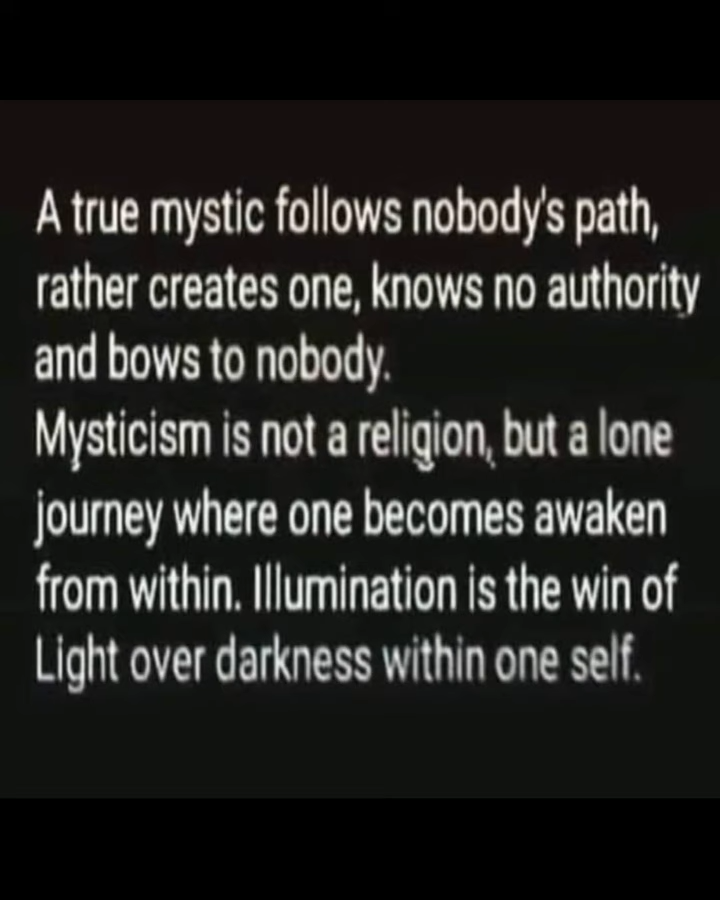 A true mystic follows nobody's path,
rather creates one, knows no authority
and bows to nobody.
Mysticism is not a religion, but a lone
journey where one becomes awaken
from within. Illumination is the win of
Light over darkness within one self.